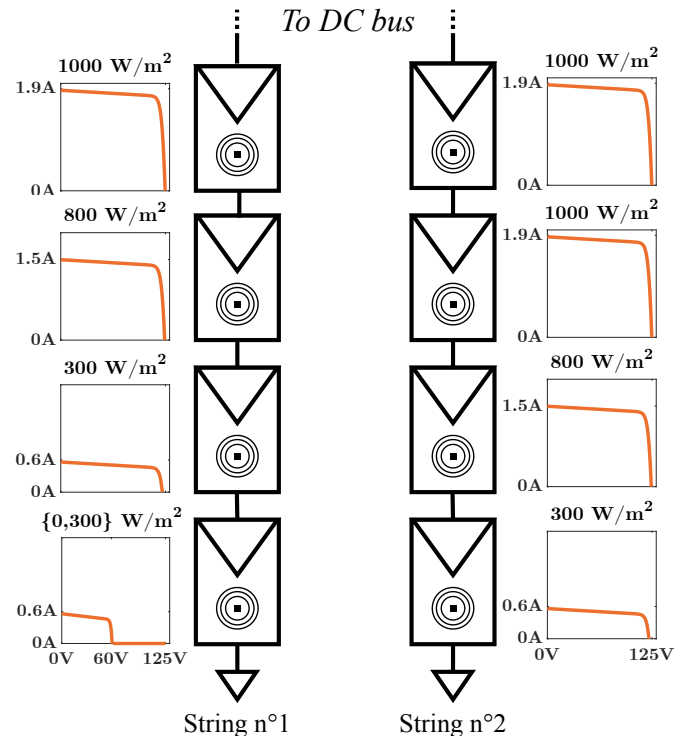 To DC bus
1000 W/m²
1.9A
0A
800 W/m²
1.5A
0A
300 W/m²
0.6A
0A
{0,300} W/m²
0.6A
0A
0V 60V 125V
String n°1
1000 W/m²
1.9A
0A
1000 W/m²
1.9A
0A
800 W/m²
1.5A
0A
300 W/m²
0.6A
0A
0V 125V
String n°2